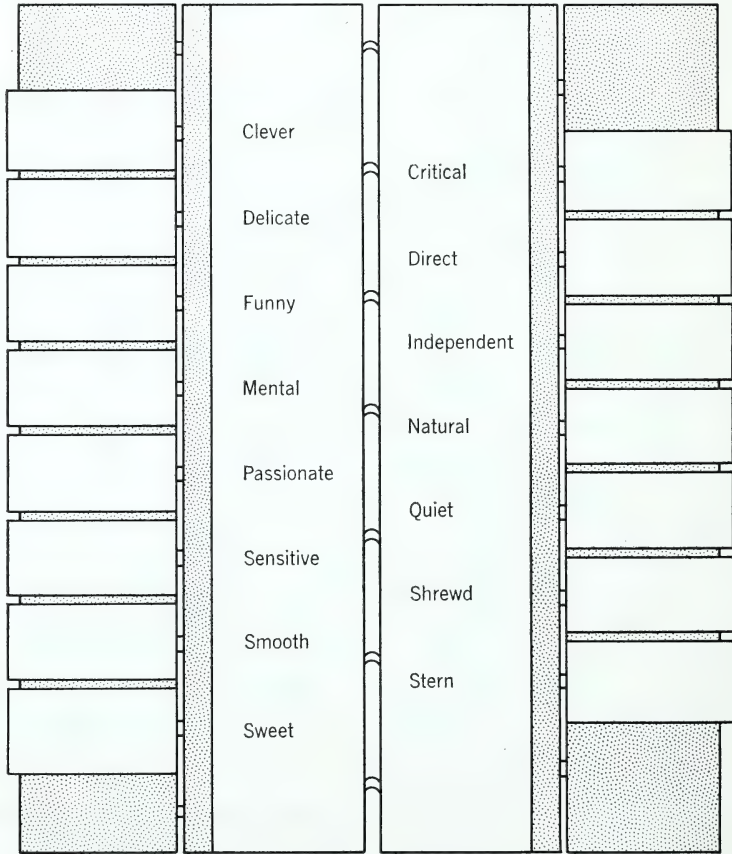 Clever
Delicate
Funny
Mental
Passionate
Sensitive
Smooth
Sweet
Critical
Direct
Independent
Natural
Quiet
Shrewd
Stern